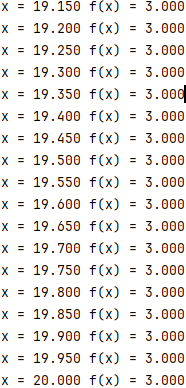 x = 19.150 f(x) = 3.000
x = 19.200 f(x) = 3.000
x = 19.250 f(x) = 3.000
x = 19.300 f(x) = 3.000
x = 19.350 f(x) = 3.000
x = 19.400 f(x) = 3.000
x = 19.450 f(x) = 3.000
x = 19.500 f(x) = 3.000
x = 19.550 f(x) = 3.000
x = 19.600 f(x) = 3.000
x = 19.650 f(x) = 3.000
x = 19.700 f(x) = 3.000
x = 19.750 f(x) = 3.000
x = 19.800 f(x) = 3.000
x = 19.850 f(x) = 3.000
x = 19.900 f(x) = 3.000
x = 19.950 f(x) = 3.000
x = 20.000 f(x) = 3.000